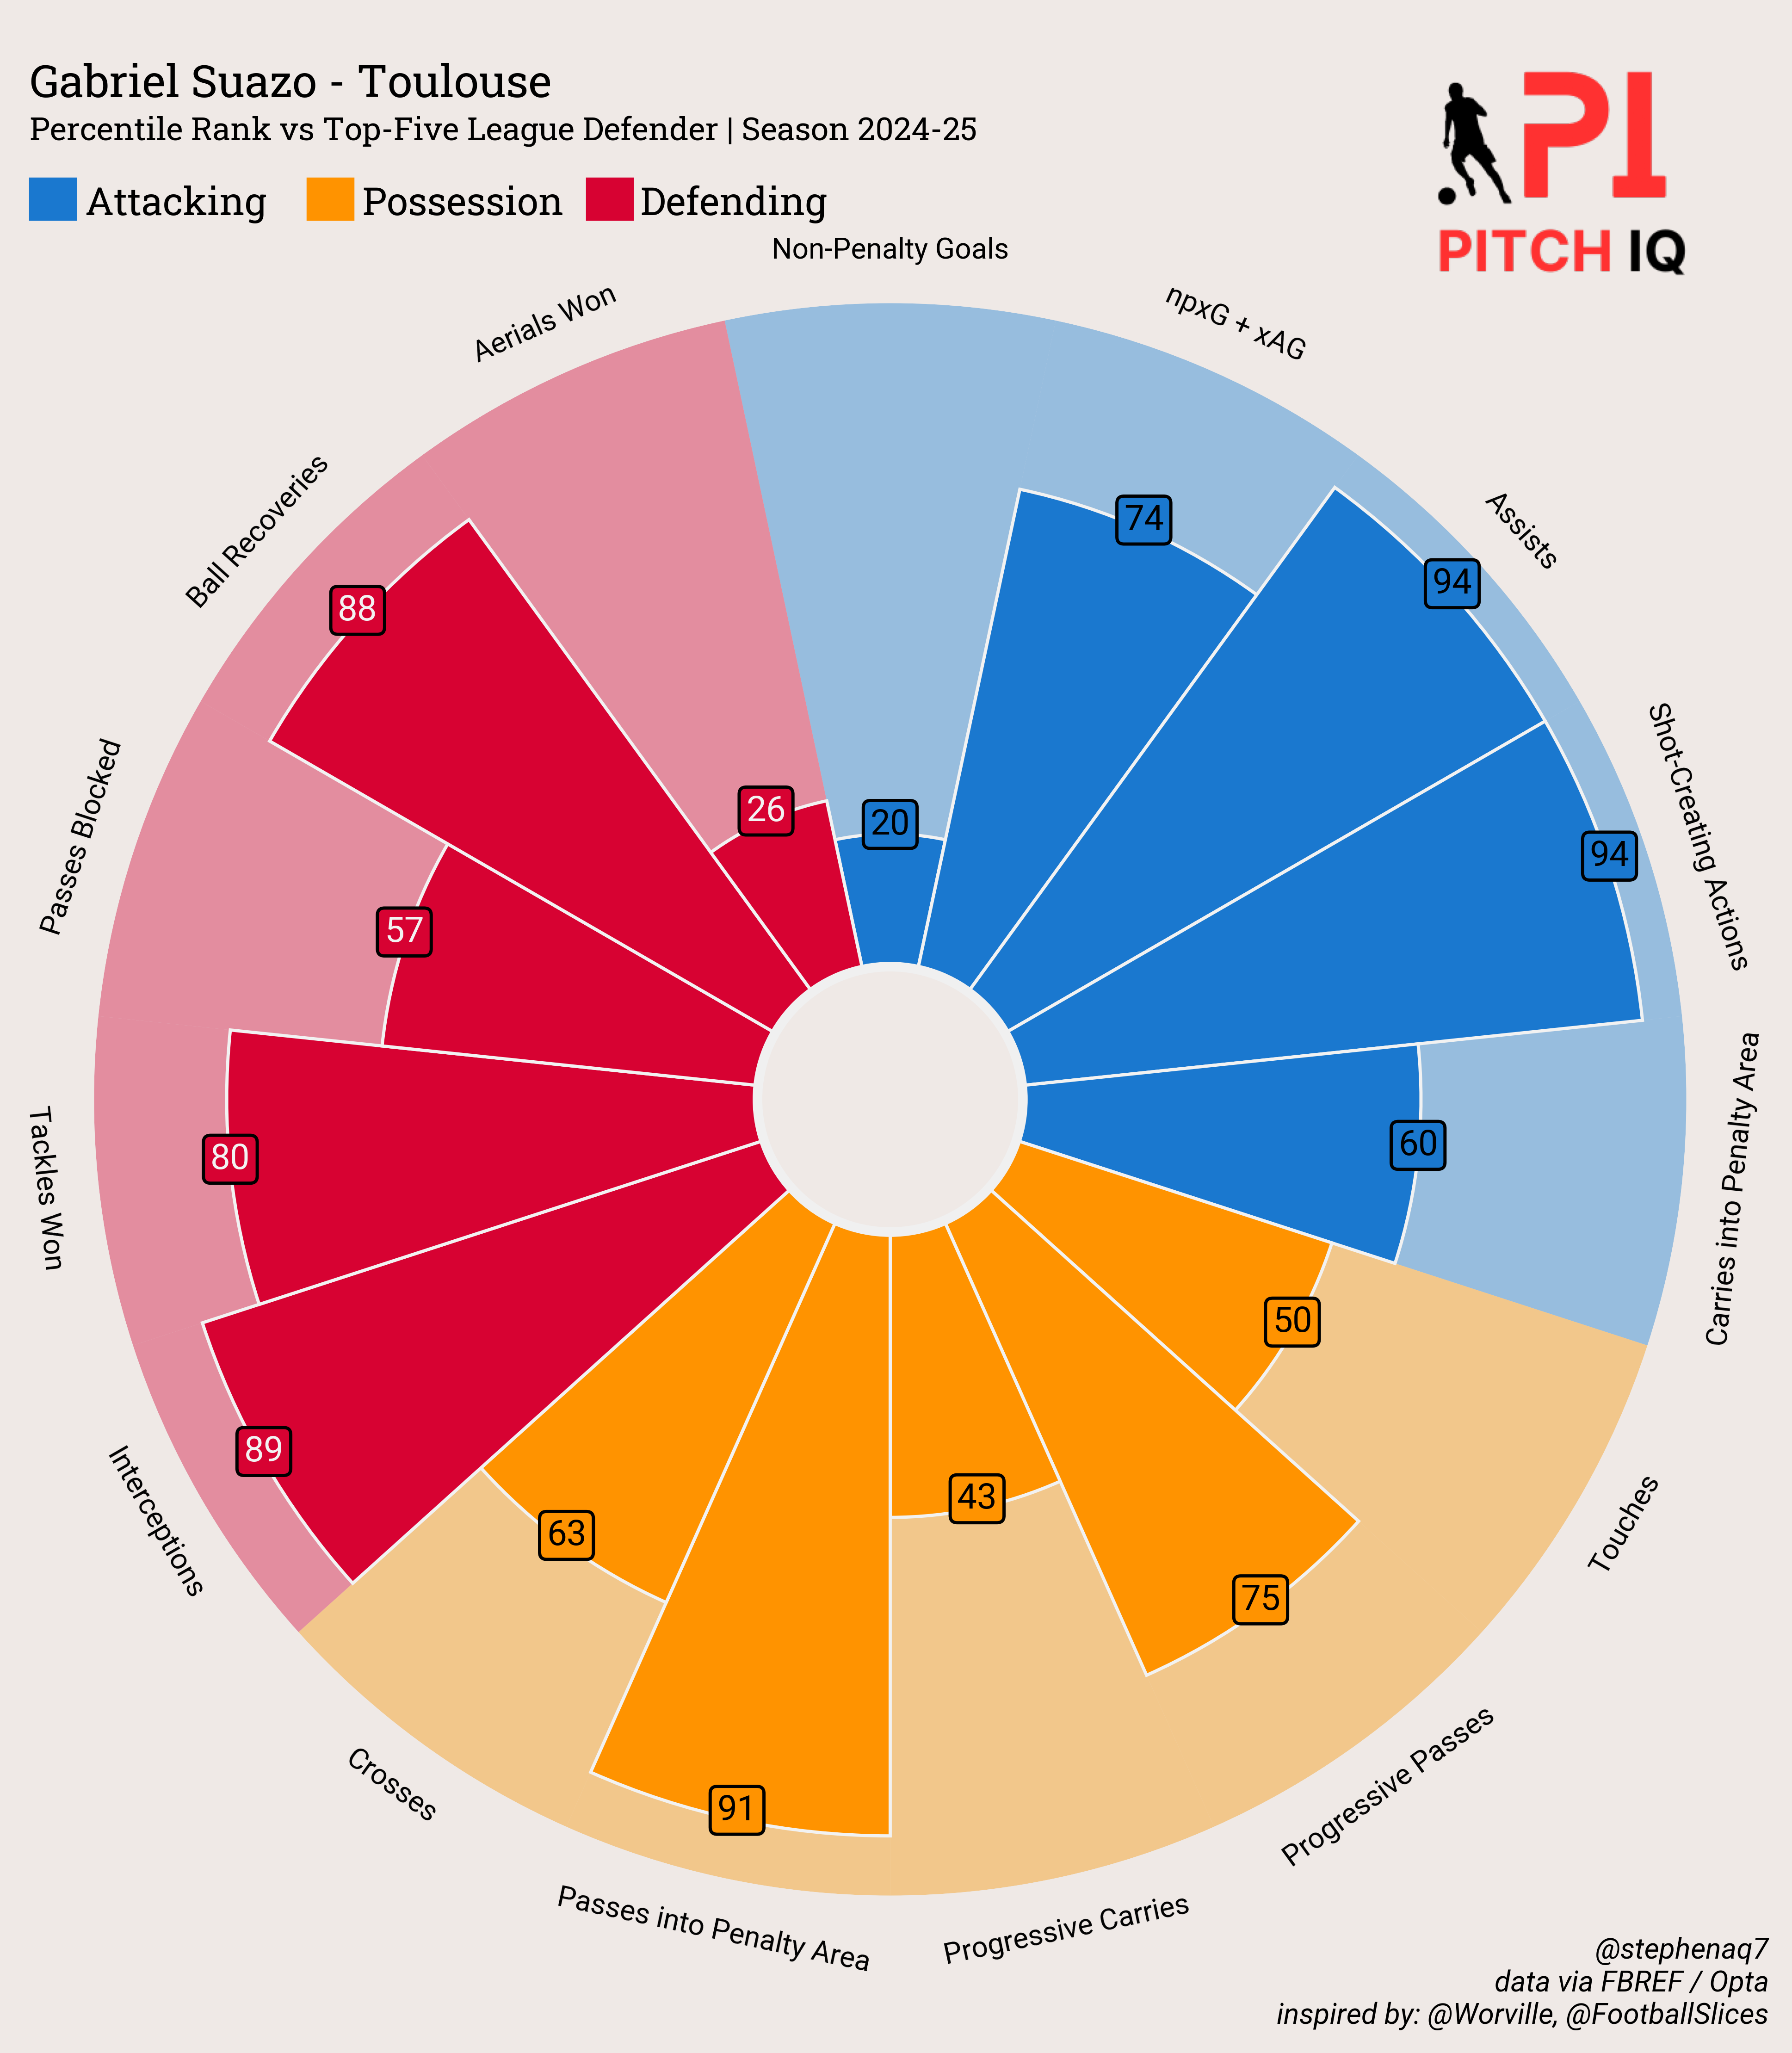 Gabriel Suazo - Toulouse
Percentile Rank vs Top-Five League Defender | Season 2024-25
Attacking Possession Defending
PI
PITCH IQ
Non-Penalty Goals
npxG + xAG
Assists
Shot-Creating Actions
Carries into Penalty Area
Touches
Progressive Passes
Progressive Carries
Passes into Penalty Area
Crosses
Interceptions
Tackles Won
Passes Blocked
Ball Recoveries
Aerials Won
20
74
94
94
60
50
75
43
91
63
89
80
57
88
26
@stephenaq7
data via FBREF / Opta
inspired by: @Worville, @FootballSlices